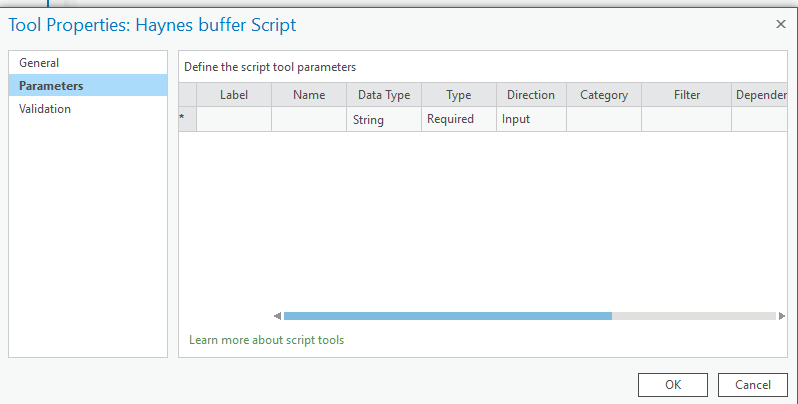 Tool Properties: Haynes buffer Script
General
Parameters
Validation
Define the script tool parameters
Label Name Data Type Type Direction Category Filter Depender
* String Required Input
Learn more about script tools
OK Cancel